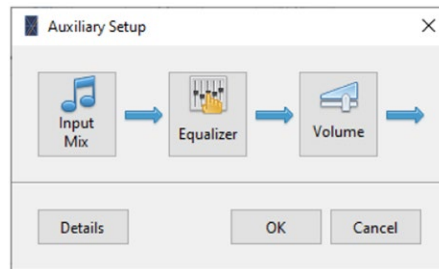 Auxiliary Setup
Input
Mix
Equalizer
Volume
Details
OK
Cancel